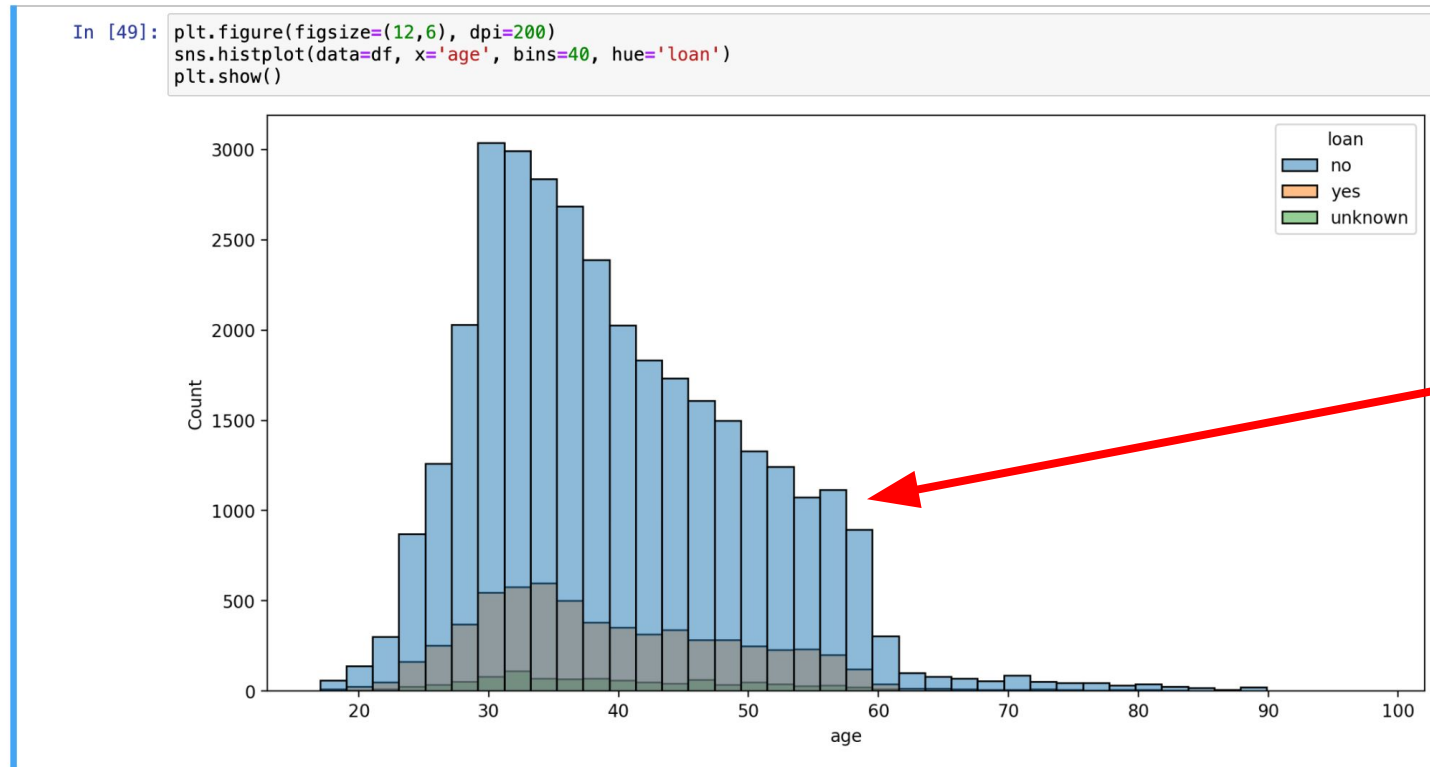 In [49]: plt.figure(figsize=(12,6), dpi=200)
sns.histplot(data=df, x='age', bins=40, hue='loan')
plt.show()
3000
2500
2000
1500
1000
500
0
Count
loan
no
yes
unknown
20 30 40 50 60 70 80 90 100
age